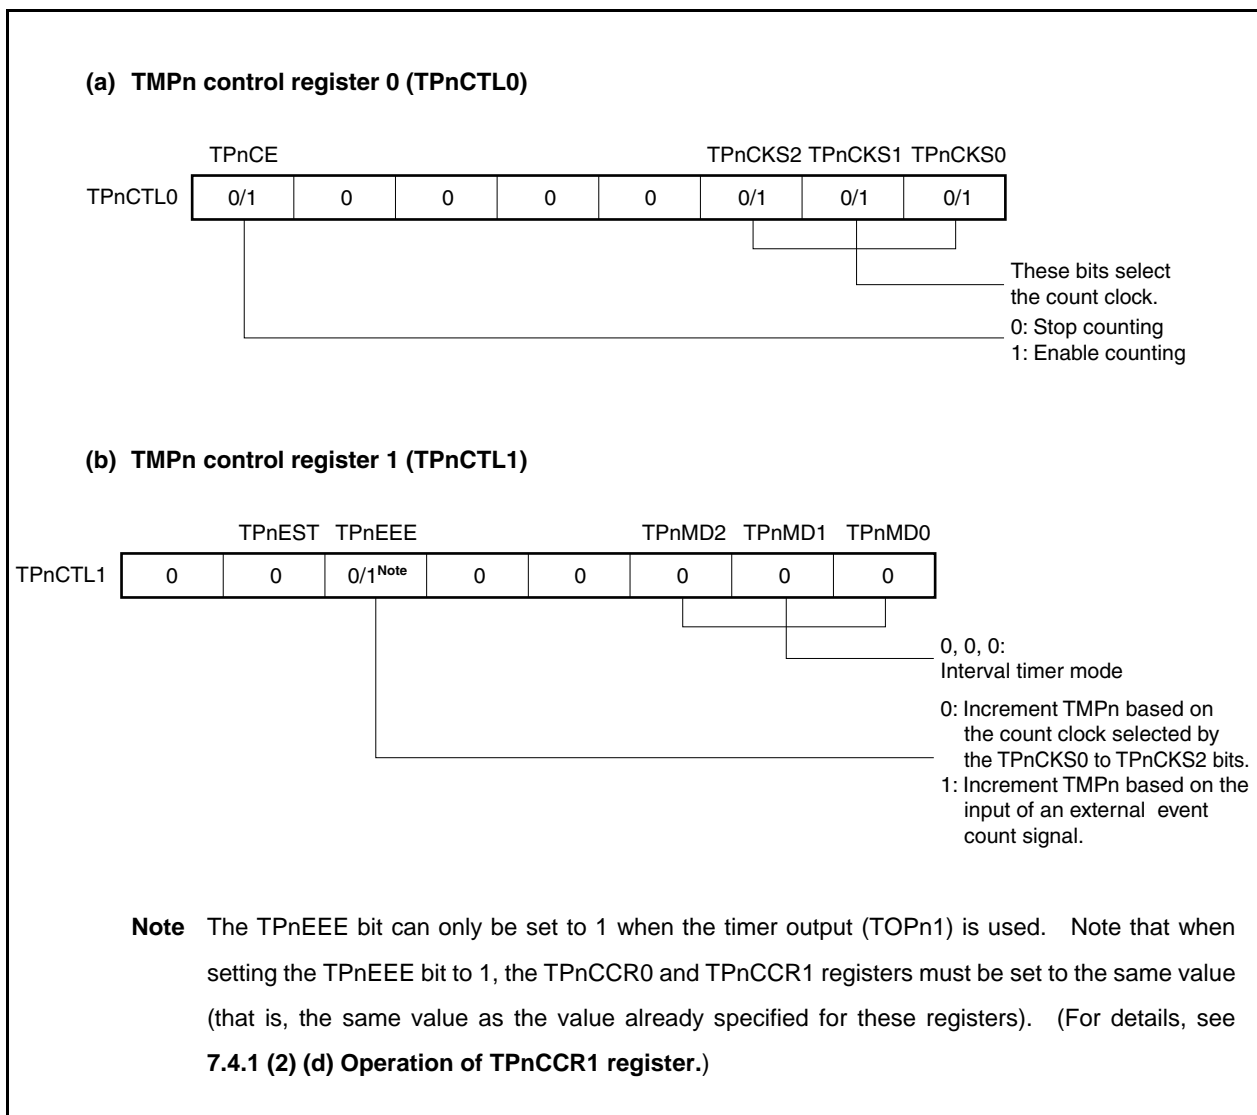 (a) TMPn control register 0 (TPnCTL0)
TPnCE TPnCKS2 TPnCKS1 TPnCKS0
TPnCTL0 0/1 0 0 0 0 0/1 0/1 0/1
These bits select
the count clock.
0: Stop counting
1: Enable counting
(b) TMPn control register 1 (TPnCTL1)
TPnEST TPnEEE TPnMD2 TPnMD1 TPnMD0
TPnCTL1 0 0 0/1Note 0 0 0 0 0
0, 0, 0:
Interval timer mode
0: Increment TMPn based on
the count clock selected by
the TPnCKS0 to TPnCKS2 bits.
1: Increment TMPn based on the
input of an external event
count signal.
Note The TPnEEE bit can only be set to 1 when the timer output (TOPn1) is used. Note that when
setting the TPnEEE bit to 1, the TPnCCR0 and TPnCCR1 registers must be set to the same value
(that is, the same value as the value already specified for these registers). (For details, see
7.4.1 (2) (d) Operation of TPnCCR1 register.)